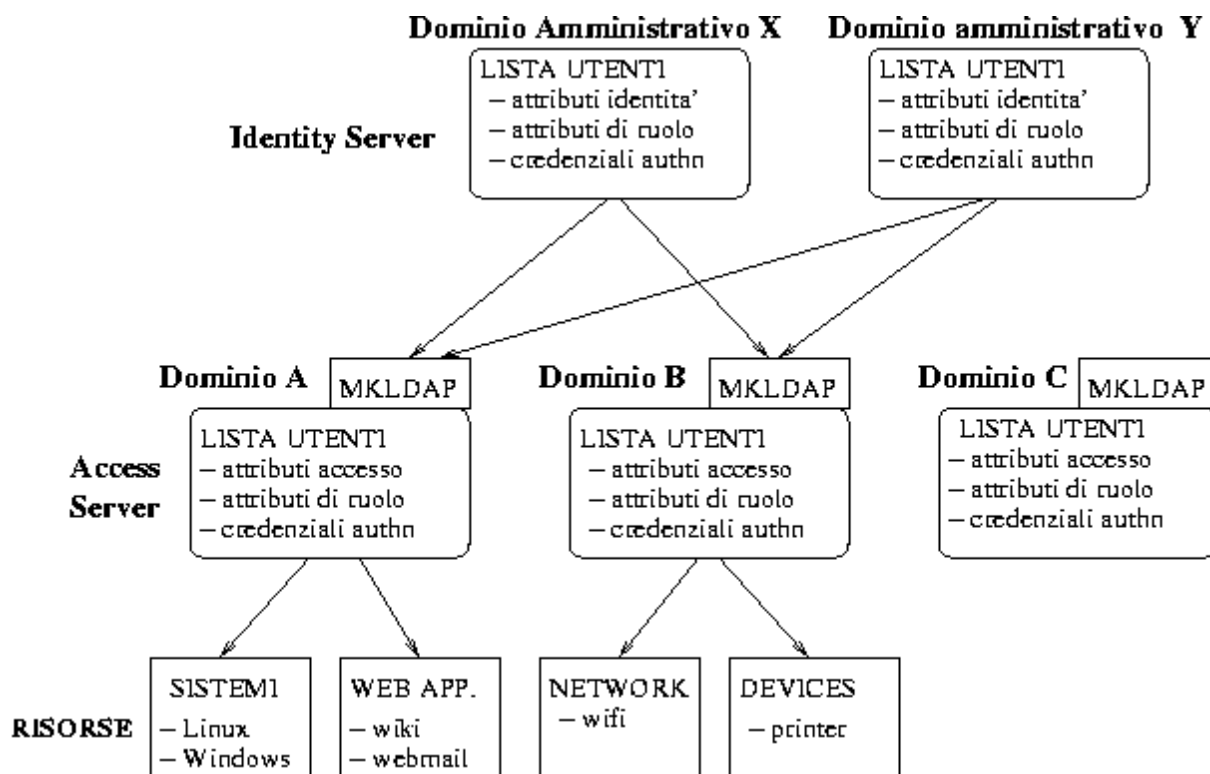 Dominio Amministrativo X
Dominio amministrativo Y
Identity Server
LISTA UTENTI
– attributi identita'
– attributi di ruolo
– credenziali authn
LISTA UTENTI
– attributi identita'
– attributi di ruolo
– credenziali authn
Dominio A
MKLDAP
Dominio B
MKLDAP
Dominio C
MKLDAP
Access
Server
LISTA UTENTI
– attributi accesso
– attributi di ruolo
– credenziali authn
LISTA UTENTI
– attributi accesso
– attributi di ruolo
– credenziali authn
LISTA UTENTI
– attributi accesso
– attributi di ruolo
– credenziali authn
RISORSE
SISTEMI
– Linux
– Windows
WEB APP.
– wiki
– webmail
NETWORK
– wifi
DEVICES
– printer